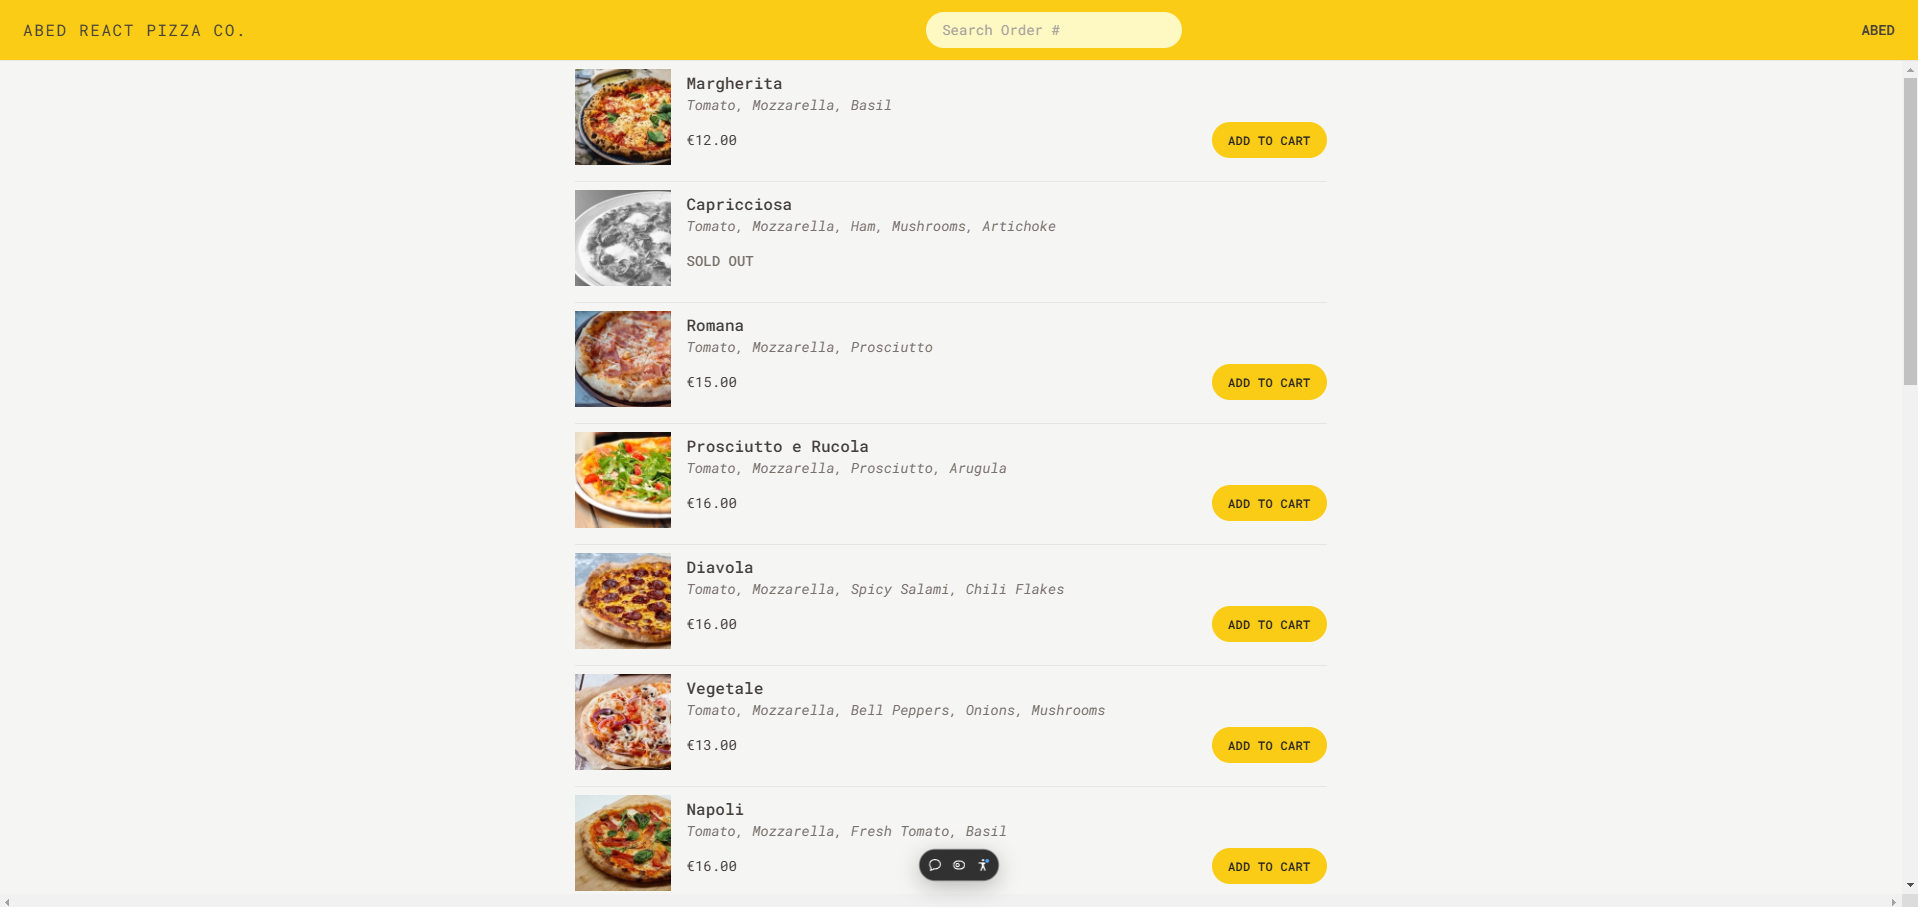 ABED REACT PIZZA CO.
Search Order #
ABED
Margherita
Tomato, Mozzarella, Basil
€12.00
ADD TO CART
Capricciosa
Tomato, Mozzarella, Ham, Mushrooms, Artichoke
SOLD OUT
Romana
Tomato, Mozzarella, Prosciutto
€15.00
ADD TO CART
Prosciutto e Rucola
Tomato, Mozzarella, Prosciutto, Arugula
€16.00
ADD TO CART
Diavola
Tomato, Mozzarella, Spicy Salami, Chili Flakes
€16.00
ADD TO CART
Vegetale
Tomato, Mozzarella, Bell Peppers, Onions, Mushrooms
€13.00
ADD TO CART
Napoli
Tomato, Mozzarella, Fresh Tomato, Basil
€16.00
ADD TO CART